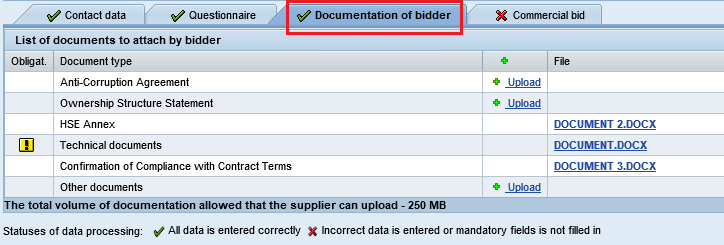 Contact data Questionnaire Documentation of bidder Commercial bid
List of documents to attach by bidder
Obligat. Document type File
Anti-Corruption Agreement Upload
Ownership Structure Statement Upload
HSE Annex DOCUMENT 2.DOCX
Technical documents DOCUMENT.DOCX
Confirmation of Compliance with Contract Terms DOCUMENT 3.DOCX
Other documents Upload
The total volume of documentation allowed that the supplier can upload - 250 MB
Statuses of data processing: All data is entered correctly Incorrect data is entered or mandatory fields is not filled in